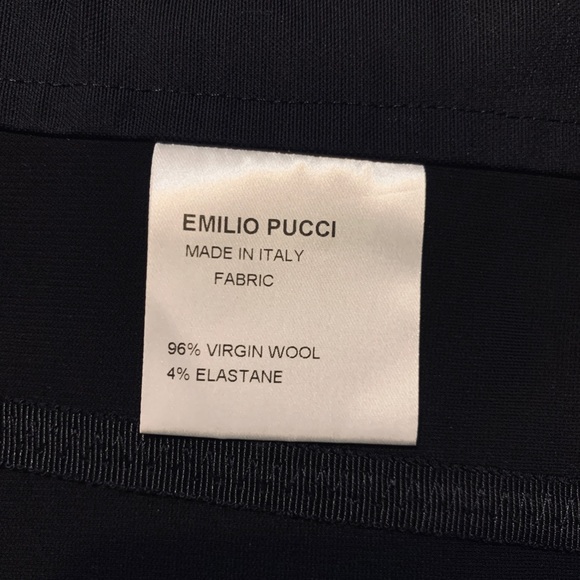 EMILIO PUCCI
MADE IN ITALY
FABRIC
96% VIRGIN WOOL
4% ELASTANE